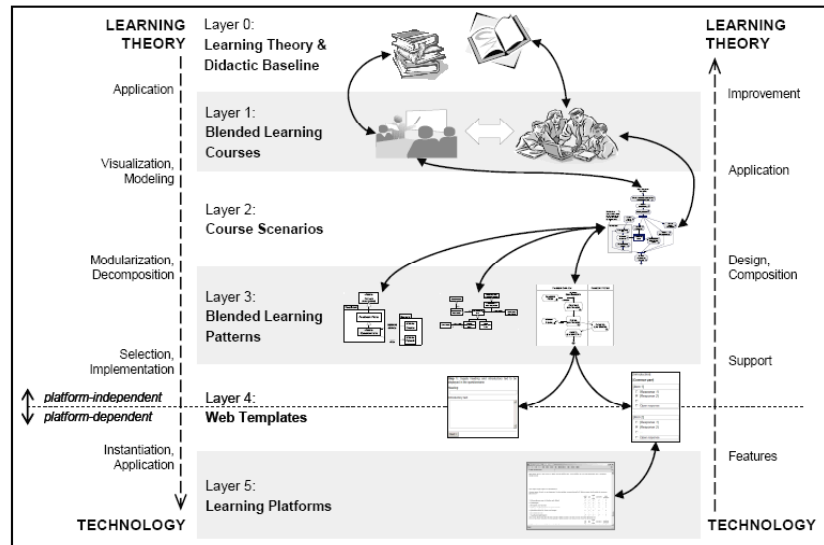 LEARNING
THEORY
Application
Visualization,
Modeling
Modularization,
Decomposition
Selection,
Implementation
platform-independent
platform-dependent
Instantiation,
Application
TECHNOLOGY
Layer 0:
Learning Theory &
Didactic Baseline
Layer 1:
Blended Learning
Courses
Layer 2:
Course Scenarios
Layer 3:
Blended Learning
Patterns
Layer 4:
Web Templates
Layer 5:
Learning Platforms
LEARNING
THEORY
Improvement
Application
Design,
Composition
Support
Features
TECHNOLOGY